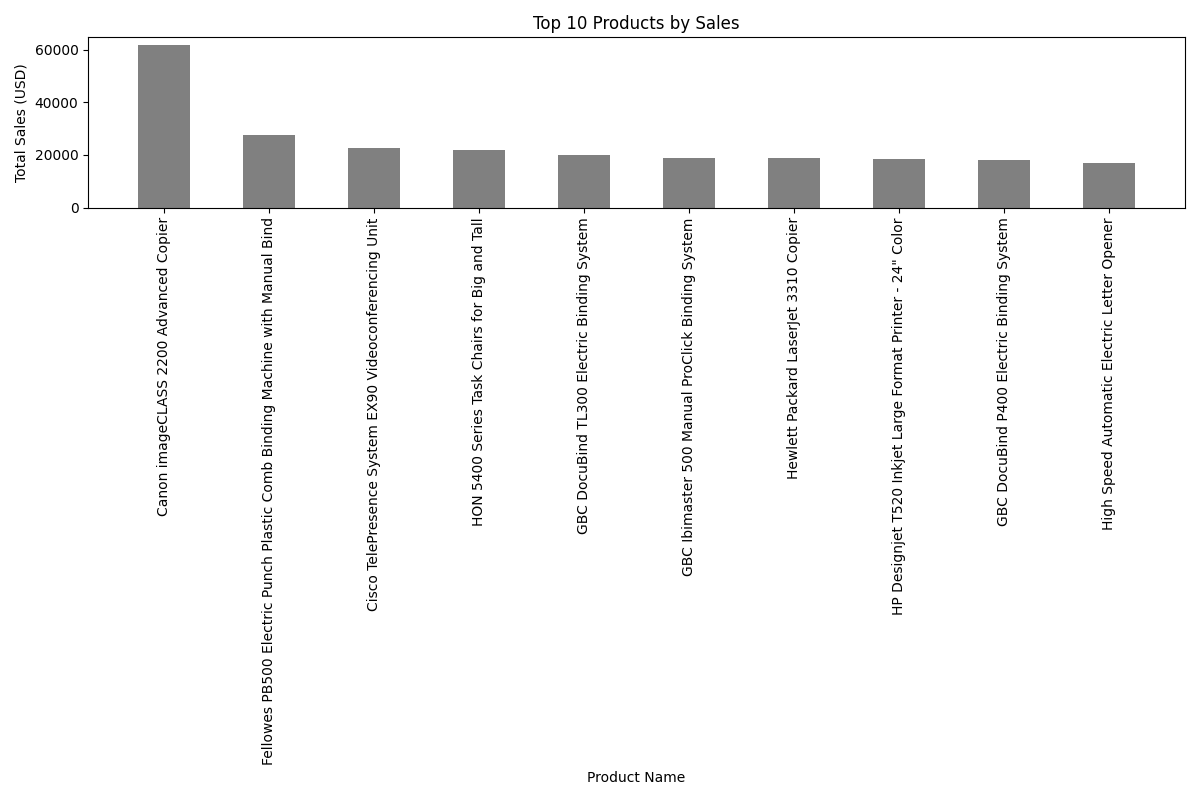 Top 10 Products by Sales
Total Sales (USD)
60000
40000
20000
0
Canon imageCLASS 2200 Advanced Copier
Fellowes PB500 Electric Punch Plastic Comb Binding Machine with Manual Bind
Cisco TelePresence System EX90 Videoconferencing Unit
HON 5400 Series Task Chairs for Big and Tall
GBC DocuBind TL300 Electric Binding System
GBC Ibimaster 500 Manual ProClick Binding System
Hewlett Packard LaserJet 3310 Copier
HP Designjet T520 Inkjet Large Format Printer - 24" Color
GBC DocuBind P400 Electric Binding System
High Speed Automatic Electric Letter Opener
Product Name